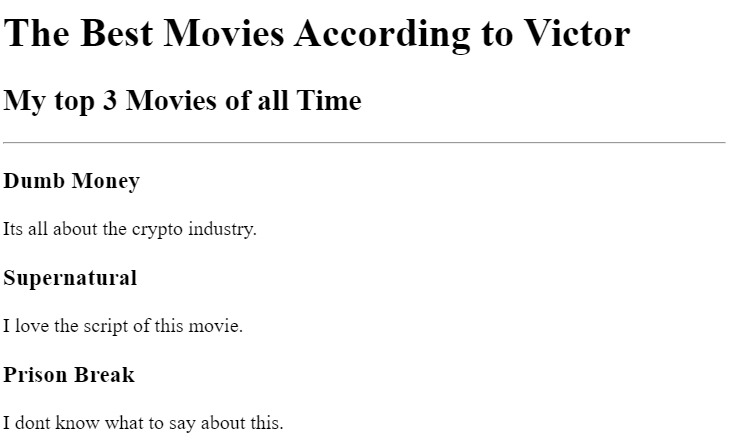 The Best Movies According to Victor
My top 3 Movies of all Time
Dumb Money
Its all about the crypto industry.
Supernatural
I love the script of this movie.
Prison Break
I dont know what to say about this.